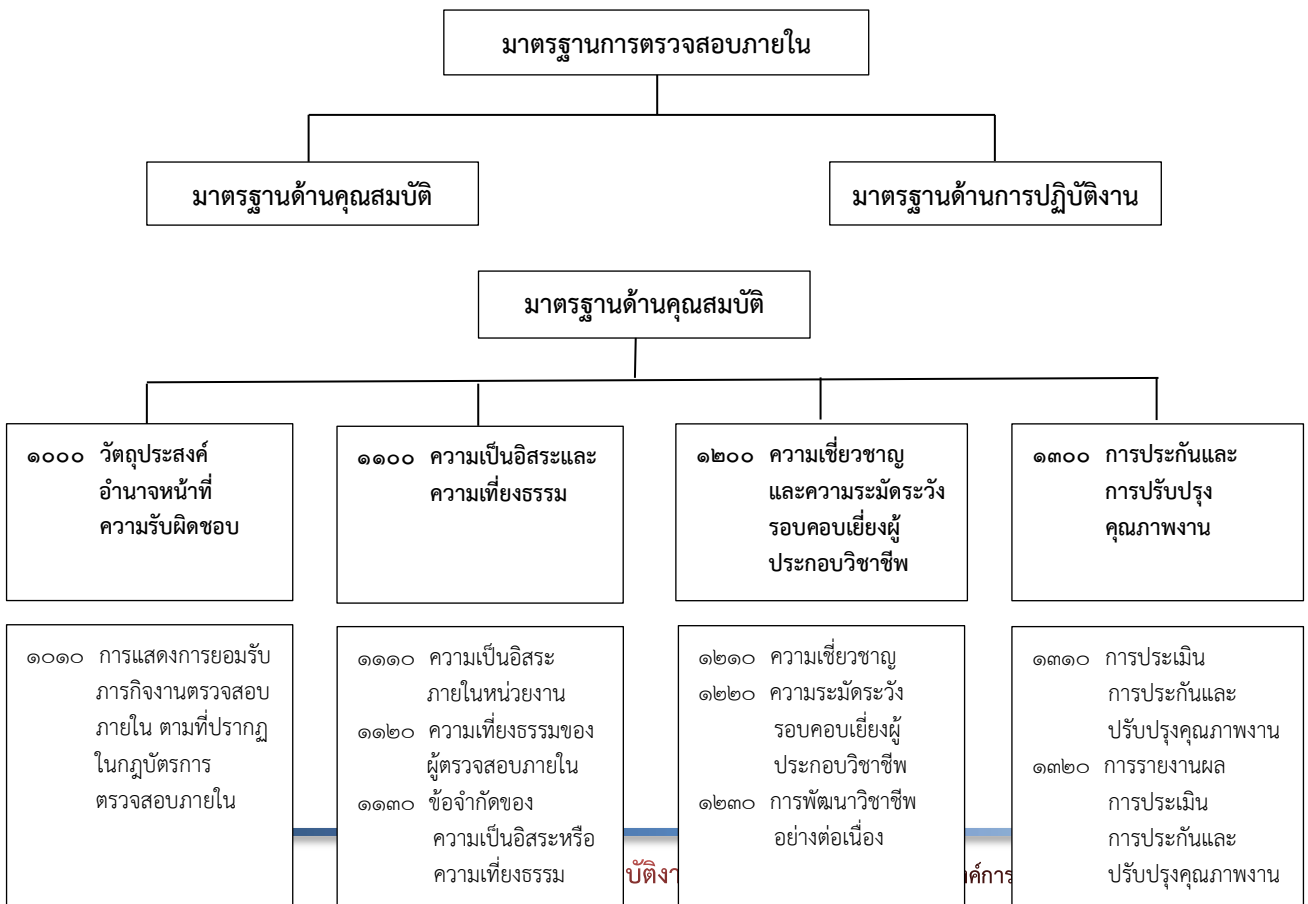 มาตรฐานการตรวจสอบภายใน
มาตรฐานด้านคุณสมบัติ
มาตรฐานด้านการปฏิบัติงาน
มาตรฐานด้านคุณสมบัติ
๑๐๐๐ วัตถุประสงค์
อำนาจหน้าที่
ความรับผิดชอบ
๑๑๐๐ ความเป็นอิสระและ
ความเที่ยงธรรม
๑๒๐๐ ความเชี่ยวชาญ
และความระมัดระวัง
รอบคอบเยี่ยงผู้
ประกอบวิชาชีพ
๑๓๐๐ การประกันและ
การปรับปรุง
คุณภาพงาน
๑๐๑๐ การแสดงการยอมรับ
ภารกิจงานตรวจสอบ
ภายใน ตามที่ปรากฏ
ในกฎบัตรการ
ตรวจสอบภายใน
๑๑๑๐ ความเป็นอิสระ
ภายในหน่วยงาน
๑๑๒๐ ความเที่ยงธรรมของ
ผู้ตรวจสอบภายใน
๑๑๓๐ ข้อจำกัดของ
ความเป็นอิสระหรือ
ความเที่ยงธรรม
๑๒๑๐ ความเชี่ยวชาญ
๑๒๒๐ ความระมัดระวัง
รอบคอบเยี่ยงผู้
ประกอบวิชาชีพ
๑๒๓๐ การพัฒนาวิชาชีพ
อย่างต่อเนื่อง
๑๓๑๐ การประเมิน
การประกันและ
ปรับปรุงคุณภาพงาน
๑๓๒๐ การรายงานผล
การประเมิน
การประกันและ
ปรับปรุงคุณภาพงาน